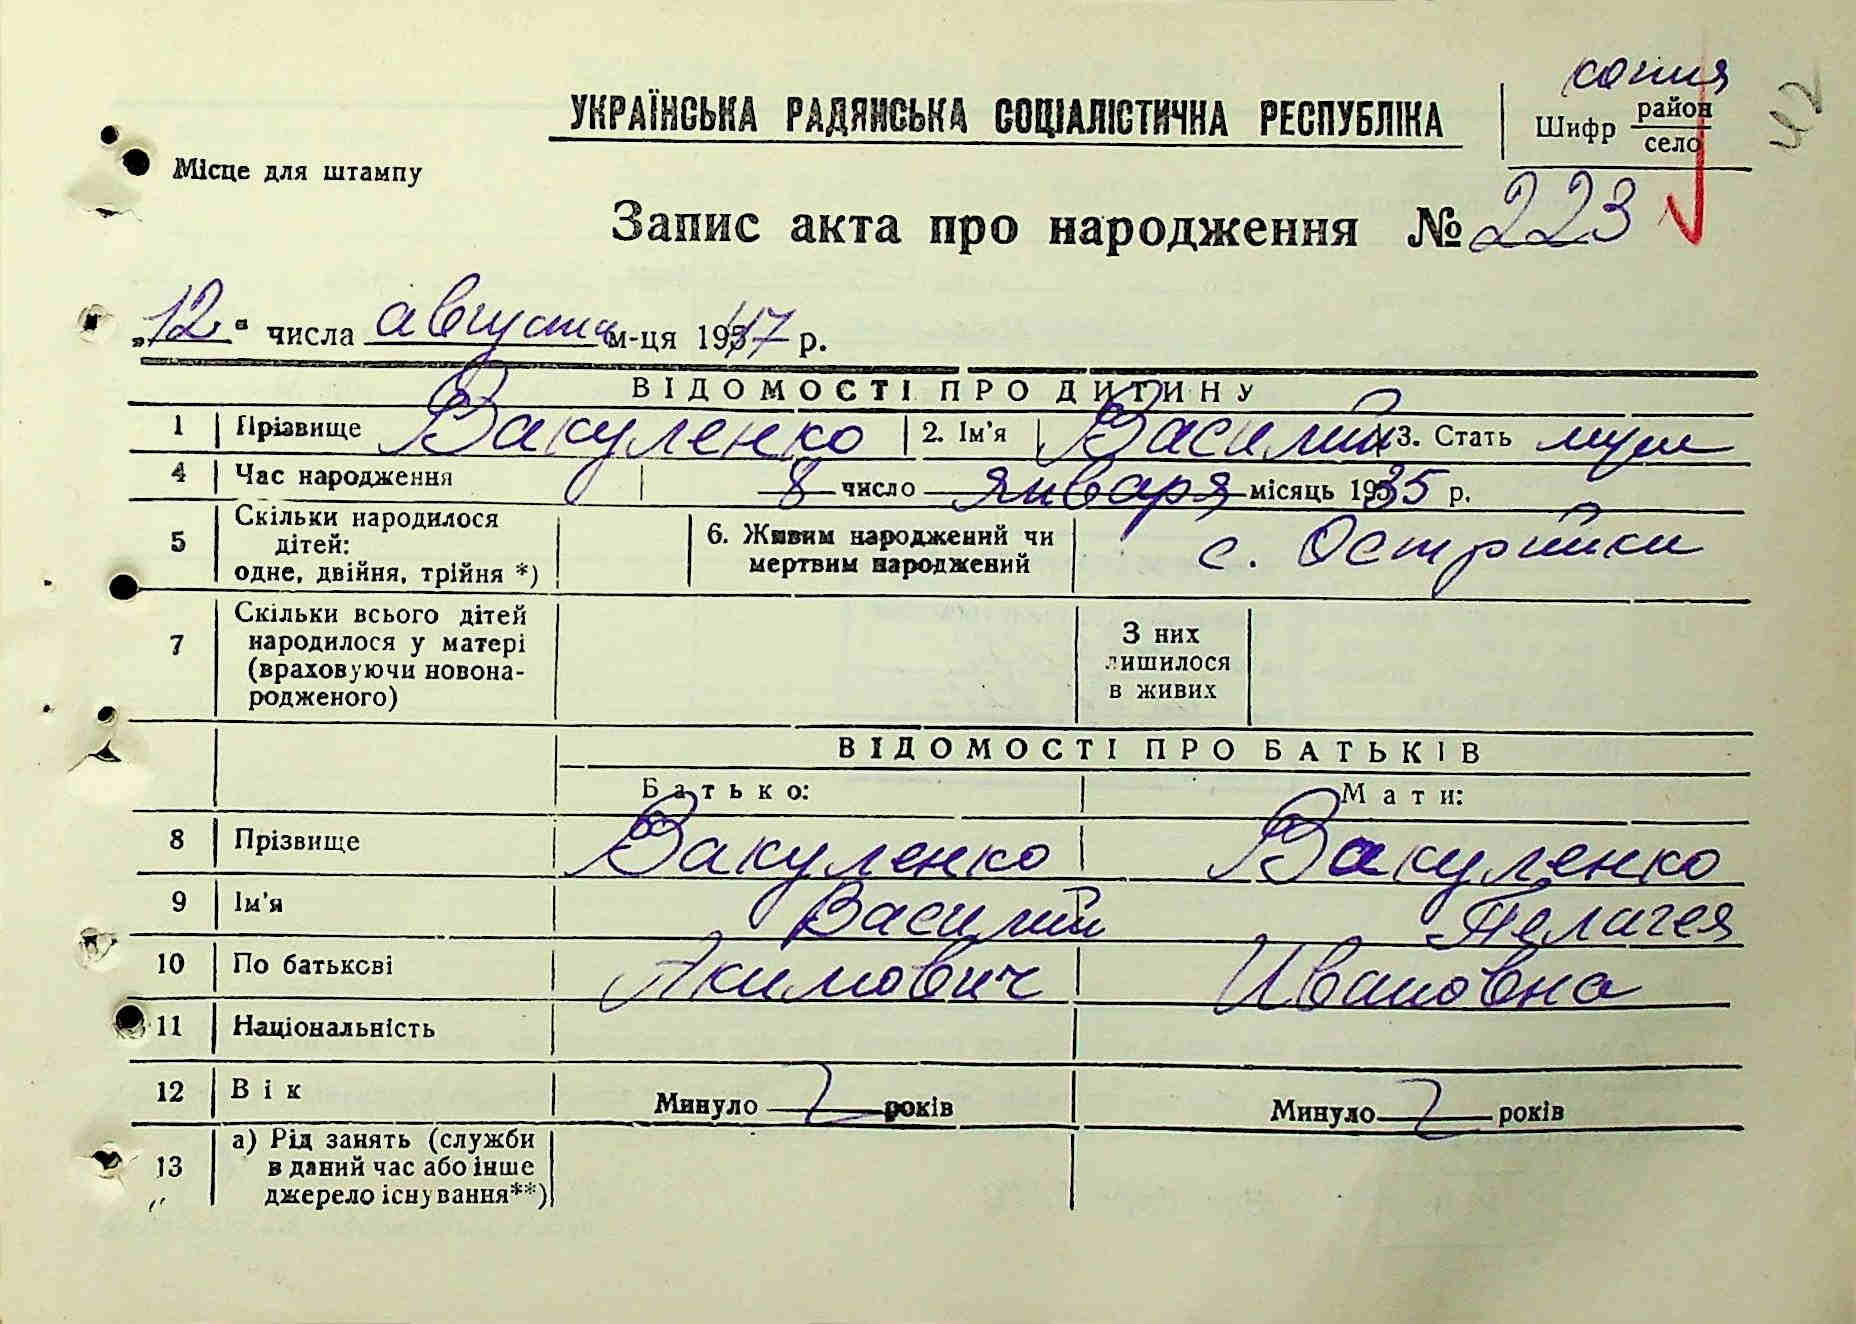 копия
УКРАЇНСЬКА РАДЯНСЬКА СОЦІАЛІСТИЧНА РЕСПУБЛІКА
Шифр район село
42
Місце для штампу
Запис акта про народження № 223
„12" числа августа м-ця 1947 р.
ВІДОМОСТІ ПРО ДИТИНУ
1 Прізвище Вакуленко 2. Ім'я Василий 3. Стать муж
4 Час народження 8 число января місяць 1935 р.
5 Скільки народилося дітей: одне, двійня, трійня *) 6. Живим народжений чи мертвим народжений с. Острийки
7 Скільки всього дітей народилося у матері (враховуючи новонародженого) З них лишилося в живих
ВІДОМОСТІ ПРО БАТЬКІВ
Батько: Мати:
8 Прізвище Вакуленко Вакуленко
9 Ім'я Василий Пелагея
10 По батькові Акимович Ивановна
11 Національність
12 Вік Минуло років Минуло років
13 а) Рід занять (служби в даний час або інше джерело існування**)